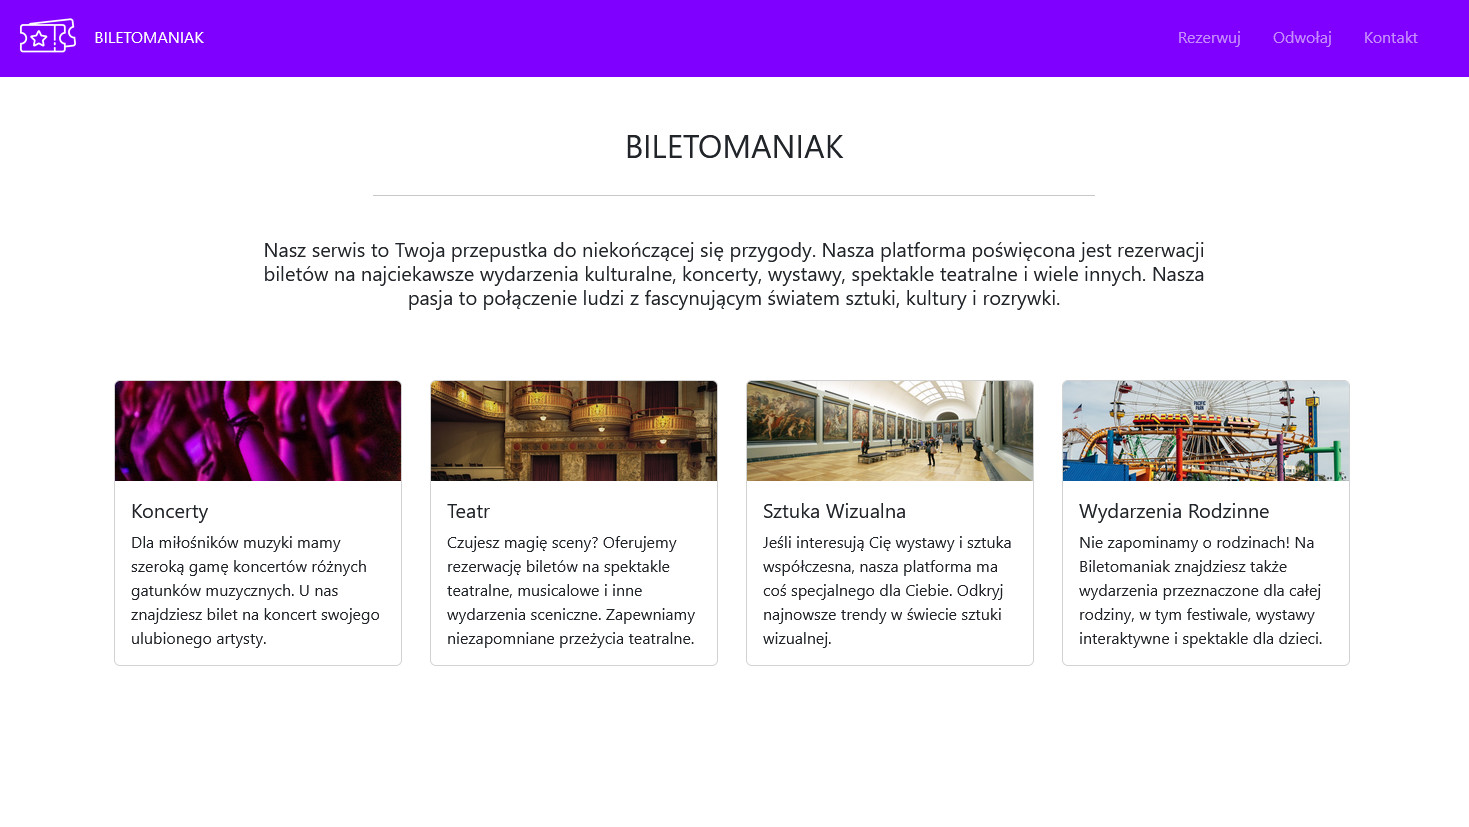 BILETOMANIAK
Rezerwuj
Odwołaj
Kontakt
BILETOMANIAK
Nasz serwis to Twoja przepustka do niekończącej się przygody. Nasza platforma poświęcona jest rezerwacji
biletów na najciekawsze wydarzenia kulturalne, koncerty, wystawy, spektakle teatralne i wiele innych. Nasza
pasja to połączenie ludzi z fascynującym światem sztuki, kultury i rozrywki.
PACIFIC
PARK
Koncerty
Dla miłośników muzyki mamy
szeroką gamę koncertów różnych
gatunków muzycznych. U nas
znajdziesz bilet na koncert swojego
ulubionego artysty.
Teatr
Czujesz magię sceny? Oferujemy
rezerwację biletów na spektakle
teatralne, musicalowe i inne
wydarzenia sceniczne. Zapewniamy
niezapomniane przeżycia teatralne.
Sztuka Wizualna
Jeśli interesują Cię wystawy i sztuka
współczesna, nasza platforma ma
coś specjalnego dla Ciebie. Odkryj
najnowsze trendy w świecie sztuki
wizualnej.
Wydarzenia Rodzinne
Nie zapominamy o rodzinach! Na
Biletomaniak znajdziesz także
wydarzenia przeznaczone dla całej
rodziny, w tym festiwale, wystawy
interaktywne i spektakle dla dzieci.